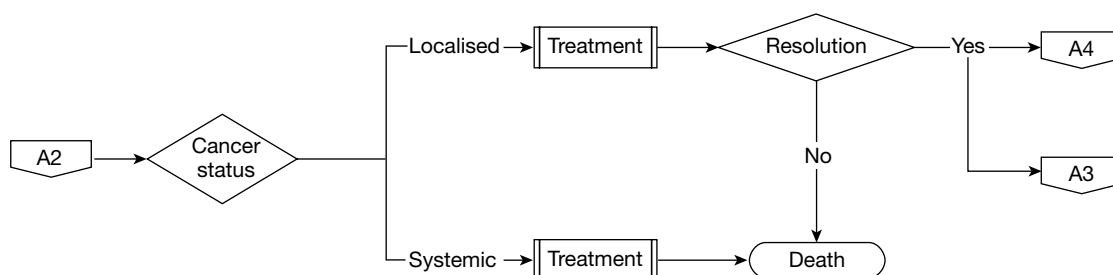 Localised
Treatment
Resolution
Yes
A4
A2
Cancer
status
No
A3
Systemic
Treatment
Death